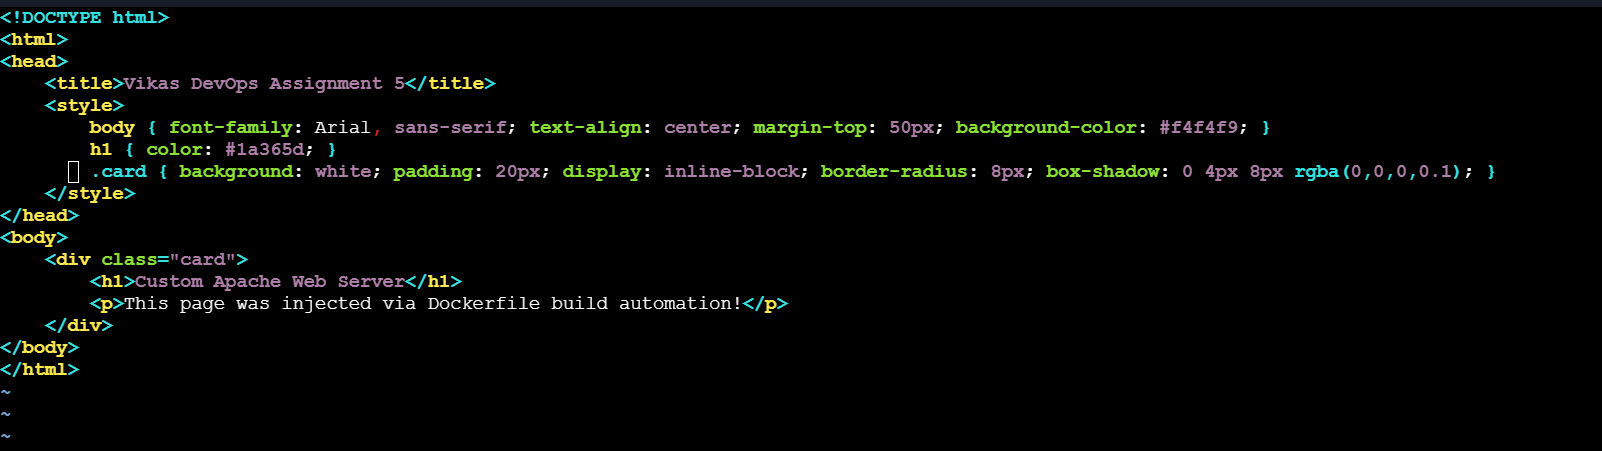 <!DOCTYPE html>
<html>
<head>
    <title>Vikas DevOps Assignment 5</title>
    <style>
        body { font-family: Arial, sans-serif; text-align: center; margin-top: 50px; background-color: #f4f4f9; }
        h1 { color: #1a365d; }
        .card { background: white; padding: 20px; display: inline-block; border-radius: 8px; box-shadow: 0 4px 8px rgba(0,0,0,0.1); }
    </style>
</head>
<body>
    <div class="card">
        <h1>Custom Apache Web Server</h1>
        <p>This page was injected via Dockerfile build automation!</p>
    </div>
</body>
</html>
~
~
~